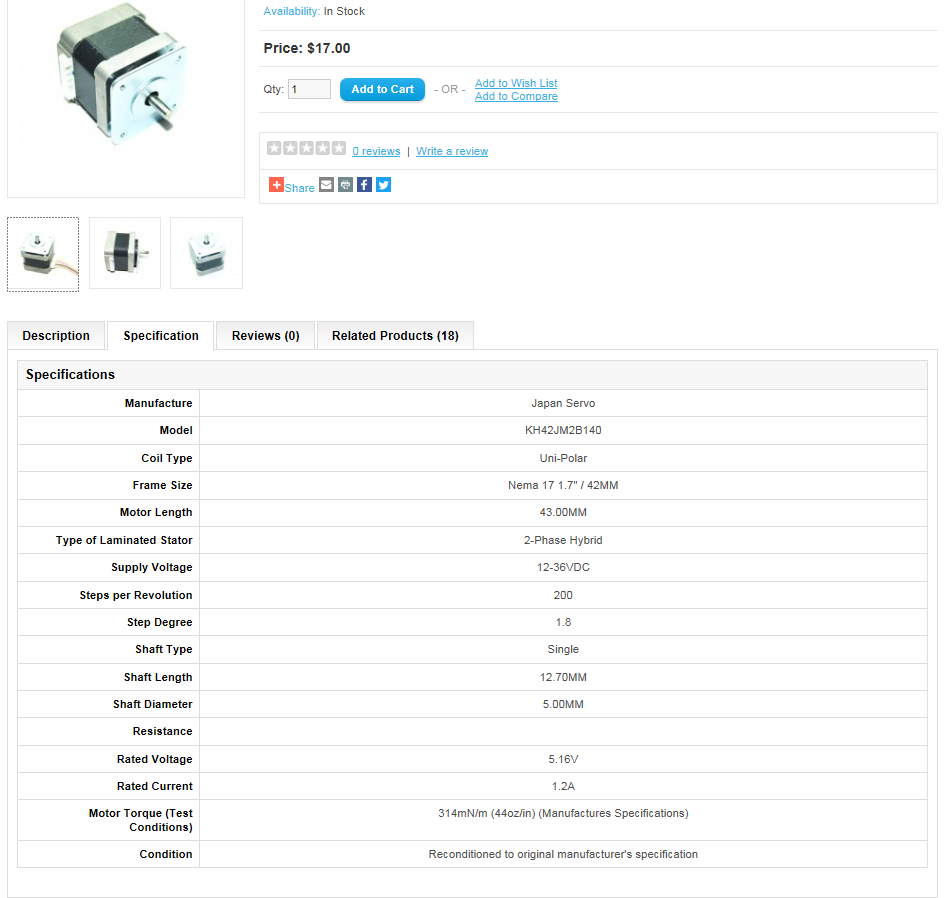 Availability: In Stock
Price: $17.00
Qty: 1 Add to Cart - OR - Add to Wish List
Add to Compare
0 reviews | Write a review
Share
Description Specification Reviews (0) Related Products (18)
Specifications
Manufacture Japan Servo
Model KH42JM2B140
Coil Type Uni-Polar
Frame Size Nema 17 1.7" / 42MM
Motor Length 43.00MM
Type of Laminated Stator 2-Phase Hybrid
Supply Voltage 12-36VDC
Steps per Revolution 200
Step Degree 1.8
Shaft Type Single
Shaft Length 12.70MM
Shaft Diameter 5.00MM
Resistance
Rated Voltage 5.16V
Rated Current 1.2A
Motor Torque (Test 314mN/m (44oz/in) (Manufactures Specifications)
Conditions)
Condition Reconditioned to original manufacturer's specification